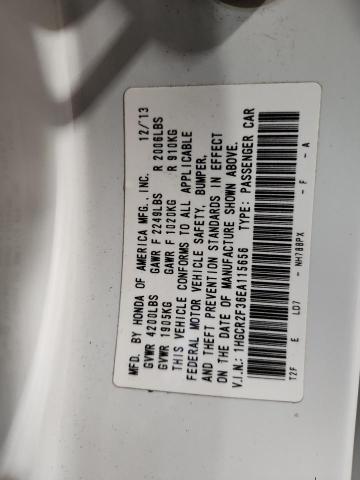 MFD. BY HONDA OF AMERICA MFG., INC. 12/13
GVWR 4200LBS GAWR F 2249LBS R 2006LBS
GVWR 1905KG GAWR F 1020KG R 910KG
THIS VEHICLE CONFORMS TO ALL APPLICABLE
FEDERAL MOTOR VEHICLE SAFETY, BUMPER,
AND THEFT PREVENTION STANDARDS IN EFFECT
ON THE DATE OF MANUFACTURE SHOWN ABOVE.
V.I.N.: 1HGCR2F36EA115656 TYPE: PASSENGER CAR
T2F E L07 - NH788PX - F - A